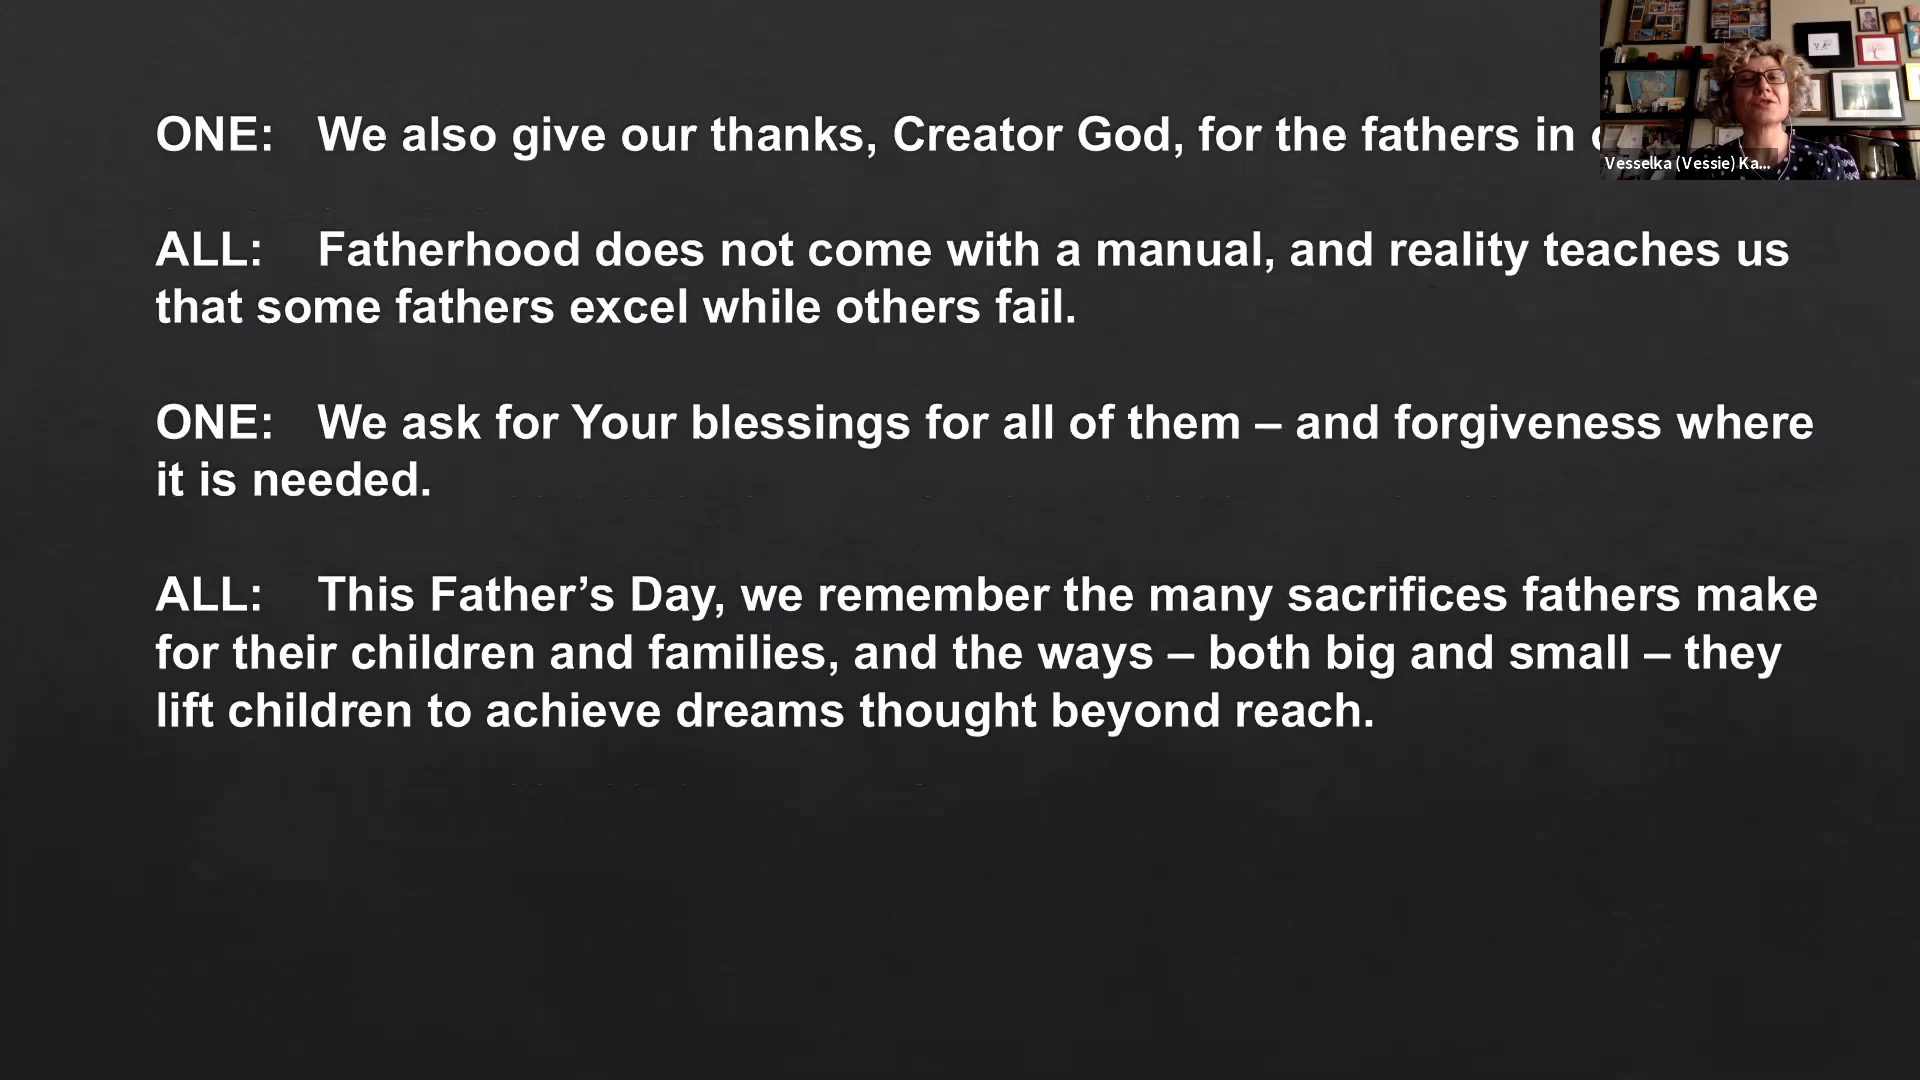 ONE: We also give our thanks, Creator God, for the fathers in
ALL: Fatherhood does not come with a manual, and reality teaches us
that some fathers excel while others fail.
ONE: We ask for Your blessings for all of them – and forgiveness where
it is needed.
ALL: This Father’s Day, we remember the many sacrifices fathers make
for their children and families, and the ways – both big and small – they
lift children to achieve dreams thought beyond reach.
Vesselka (Vessie) Ka...